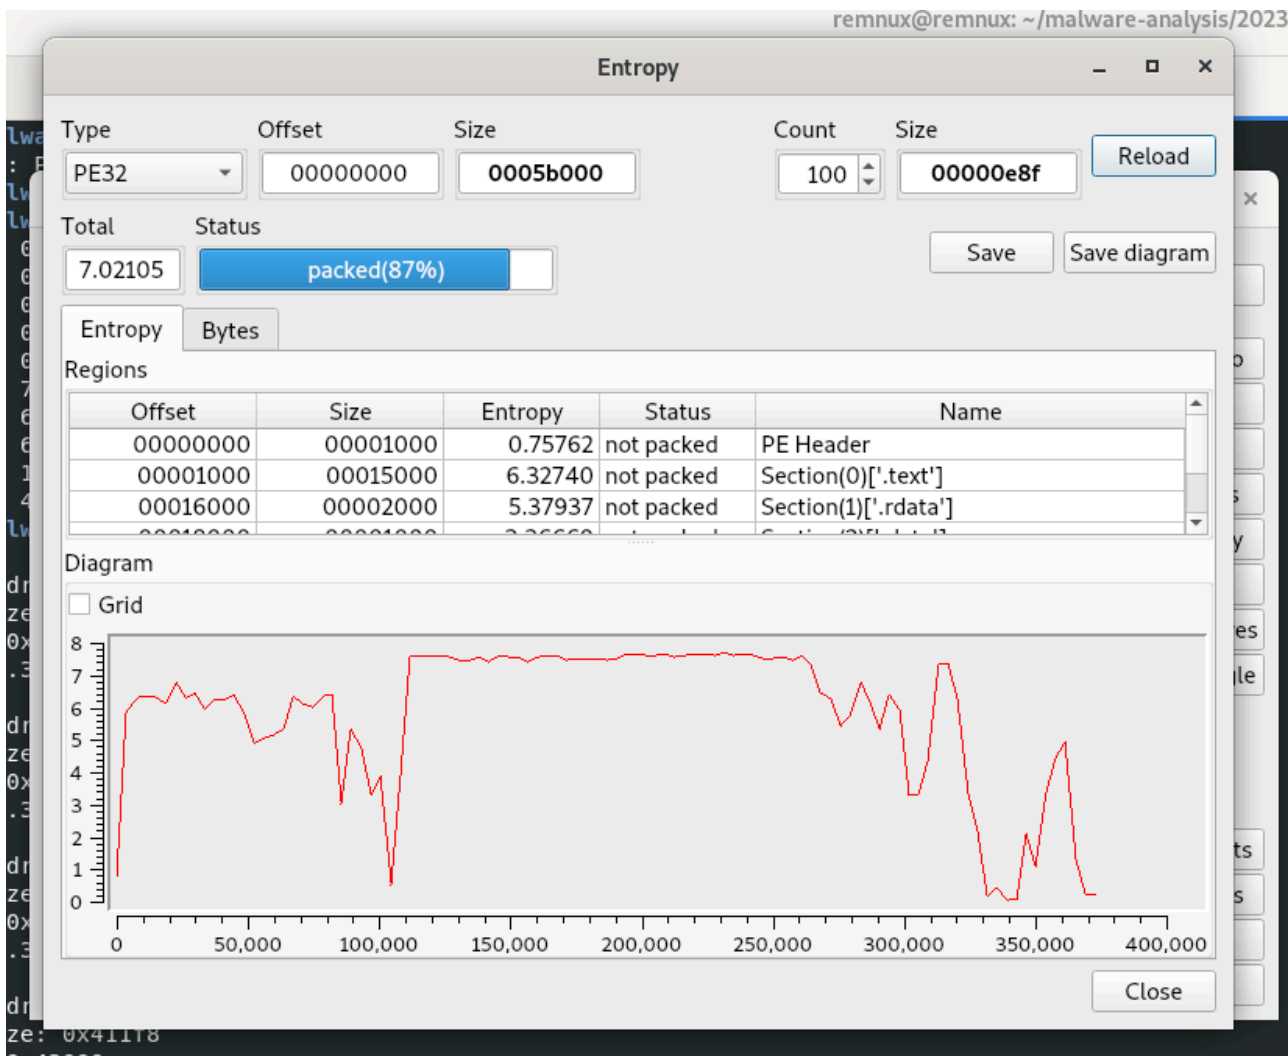 remnux@remnux: ~/malware-analysis/2023
Entropy
Type Offset Size Count Size
PE32 00000000 0005b000 100 00000e8f Reload
Total Status
7.02105 packed(87%) Save Save diagram
Entropy Bytes
Regions
Offset Size Entropy Status Name
00000000 00001000 0.75762 not packed PE Header
00001000 00015000 6.32740 not packed Section(0)['.text']
00016000 00002000 5.37937 not packed Section(1)['.rdata']
Diagram
Grid
8
7
6
5
4
3
2
1
0
0 50,000 100,000 150,000 200,000 250,000 300,000 350,000 400,000
Close
ze: 0x411f8